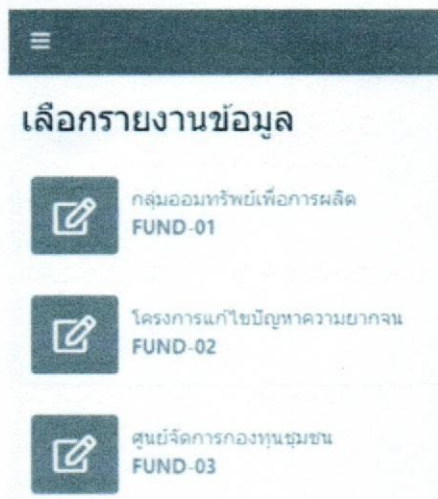 เลือกรายงานข้อมูล
กลุ่มออมทรัพย์เพื่อการผลิต
FUND-01
โครงการแก้ไขปัญหาความยากจน
FUND-02
ศูนย์จัดการกองทุนชุมชน
FUND-03